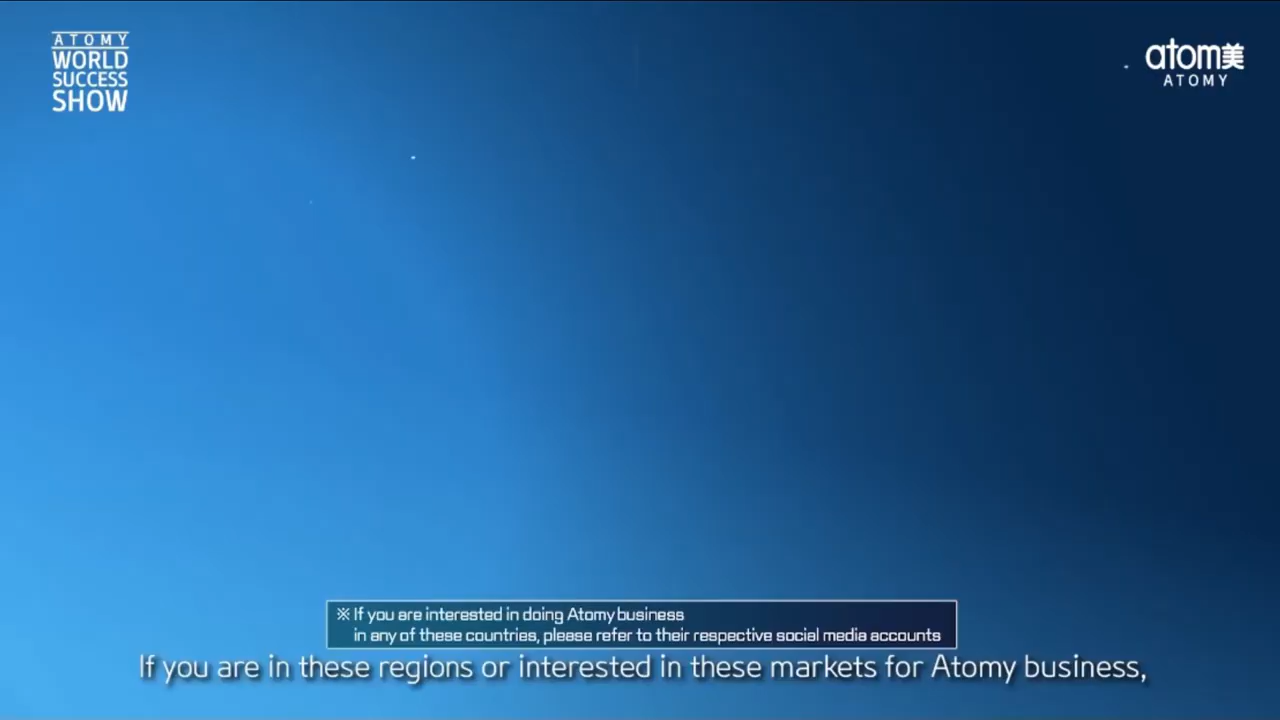 ATOMY
WORLD
SUCCESS
SHOW
atom美
ATOMY
※ If you are interested in doing Atomy business
in any of these countries, please refer to their respective social media accounts
If you are in these regions or interested in these markets for Atomy business,